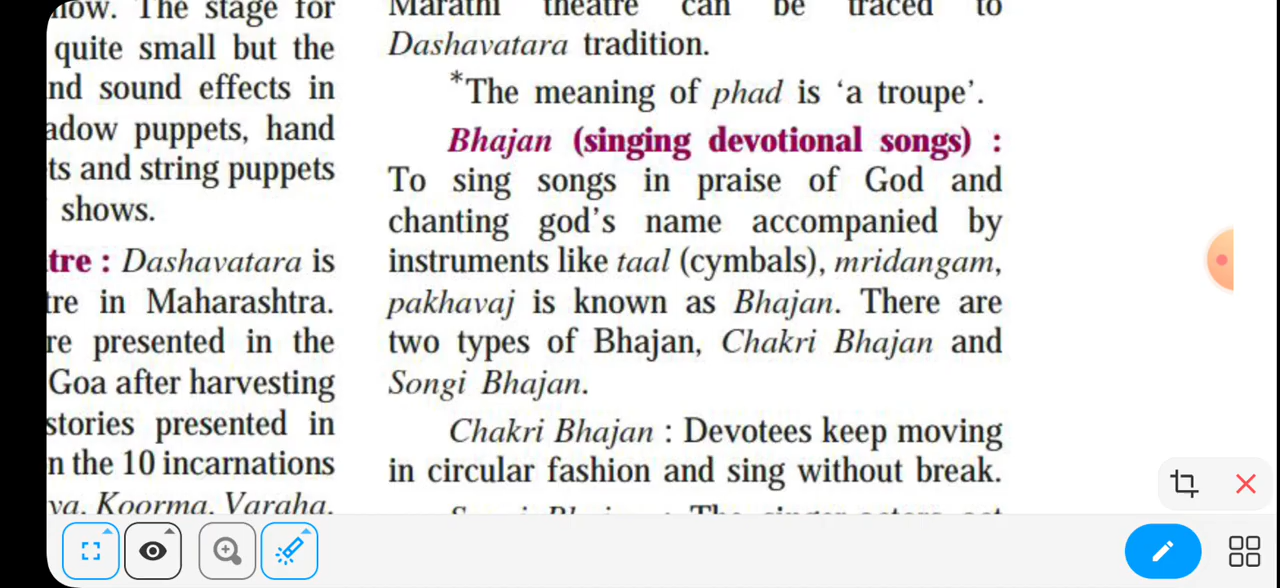 now. The stage for
quite small but the
nd sound effects in
adow puppets, hand
ts and string puppets
shows.
tre : Dashavatara is
tre in Maharashtra.
re presented in the
Goa after harvesting
stories presented in
n the 10 incarnations
ya, Koorma, Varaha,
Marathi theatre can be traced to
Dashavatara tradition.
*The meaning of phad is ‘a troupe’.
Bhajan (singing devotional songs) :
To sing songs in praise of God and
chanting god’s name accompanied by
instruments like taal (cymbals), mridangam,
pakhavaj is known as Bhajan. There are
two types of Bhajan, Chakri Bhajan and
Songi Bhajan.
Chakri Bhajan : Devotees keep moving
in circular fashion and sing without break.